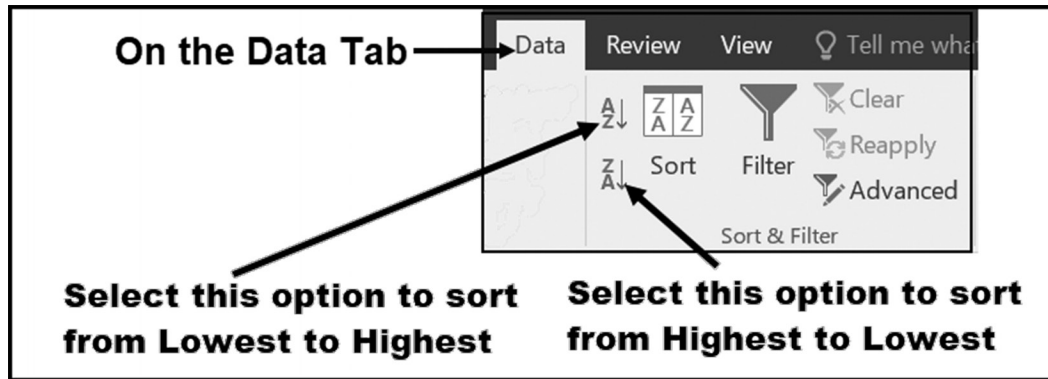 On the Data Tab
Data Review View Tell me wha
A
Z
Z A
A Z
Clear
Reapply
Z
A
Sort Filter
Advanced
Sort & Filter
Select this option to sort
from Lowest to Highest
Select this option to sort
from Highest to Lowest